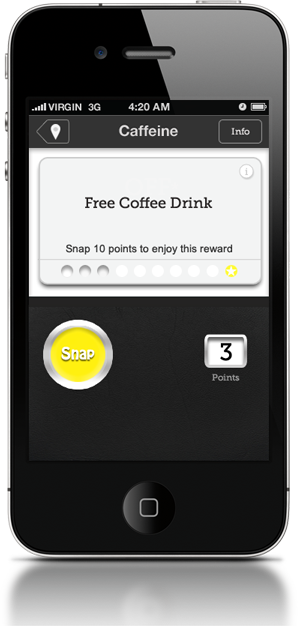 VIRGIN 3G 4:20 AM
Caffeine
Info
Free Coffee Drink
Snap 10 points to enjoy this reward
Snap
3
Points